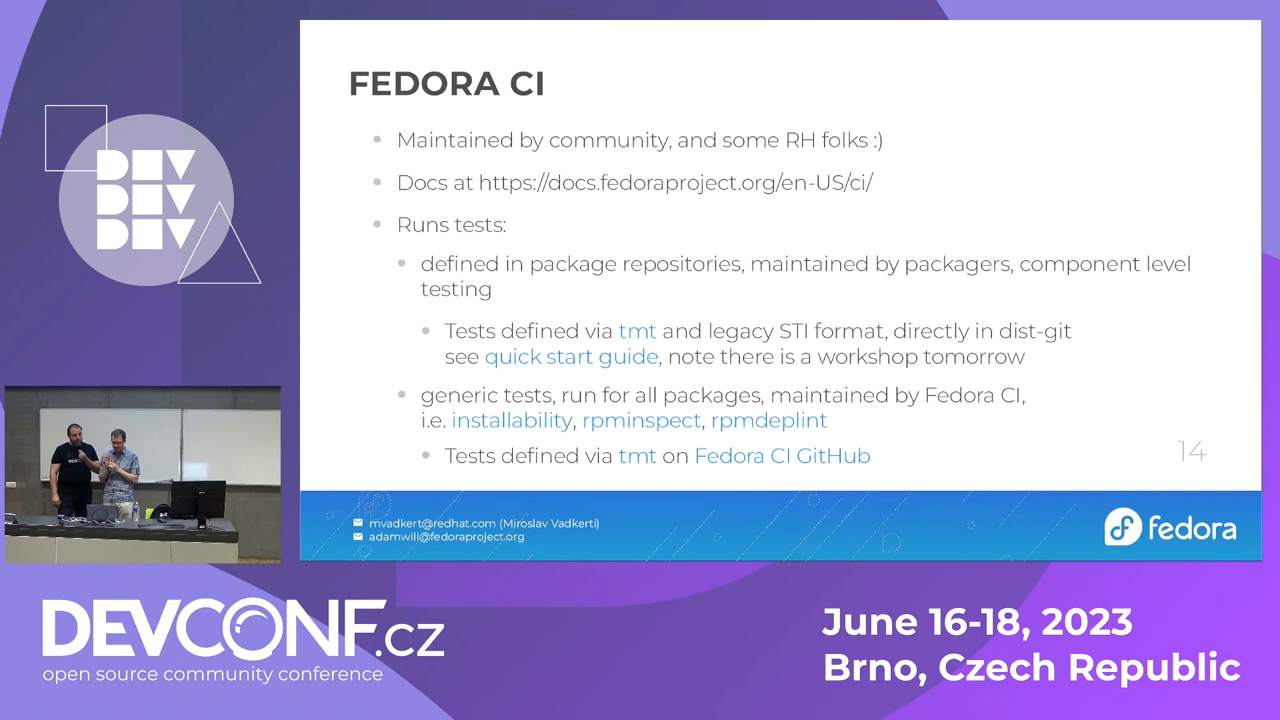 FEDORA CI
Maintained by community, and some RH folks :)
Docs at https://docs.fedoraproject.org/en-US/ci/
Runs tests:
defined in package repositories, maintained by packagers, component level
testing
Tests defined via tmt and legacy STI format, directly in dist-git
see quick start guide, note there is a workshop tomorrow
generic tests, run for all packages, maintained by Fedora CI,
i.e. installability, rpminspect, rpmdeplint
Tests defined via tmt on Fedora CI GitHub
14
mvadkert@redhat.com (Miroslav Vadkerti)
adamwill@fedoraproject.org
fedora
DEV
DEV
DEV
DEVCONF.cz
open source community conference
June 16-18, 2023
Brno, Czech Republic